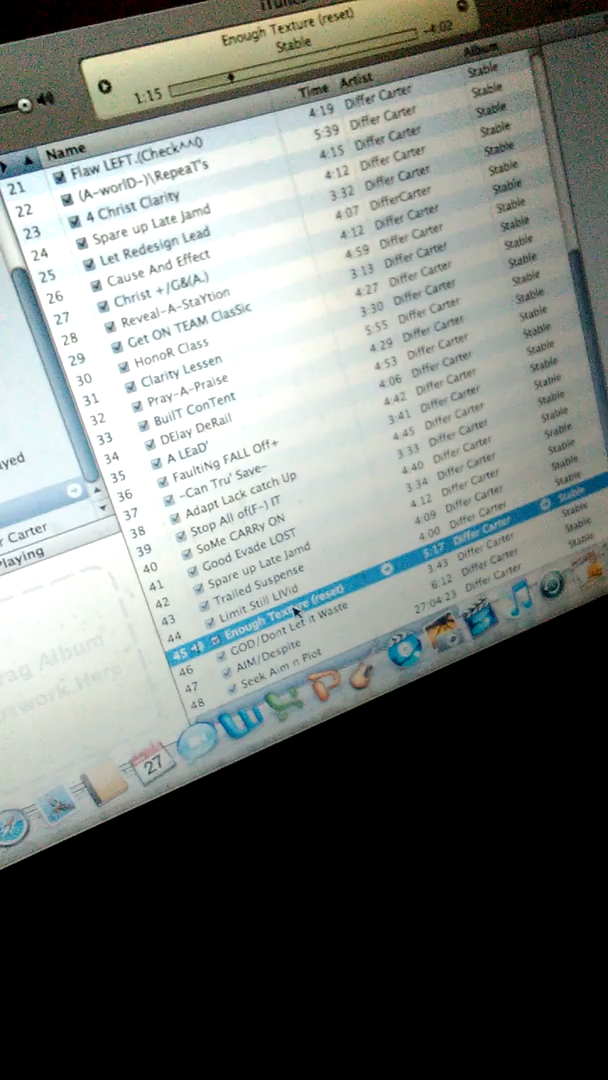 iTunes
Enough Texture (reset)
Stable
1:15 -4:02
Name Time Artist Album
21 Flaw LEFT.(Check^^0 4:19 Differ Carter Stable
22 (A-worlD-)\RepeaT's 5:39 Differ Carter Stable
23 4 Christ Clarity 4:15 Differ Carter Stable
24 Spare up Late Jamd 4:12 Differ Carter Stable
25 Let Redesign Lead 3:32 Differ Carter Stable
26 Cause And Effect 4:07 DifferCarter Stable
27 Christ +/G&(A.) 4:12 Differ Carter Stable
28 Reveal-A-StaYtion 4:59 Differ Carter Stable
29 Get ON TEAM ClasSic 3:13 Differ Carter Stable
30 HonoR Class 4:27 Differ Carter Stable
31 Clarity Lessen 3:30 Differ Carter Stable
32 Pray-A-Praise 5:55 Differ Carter Stable
33 BuilT ConTent 4:29 Differ Carter Stable
34 DElay DeRail 4:53 Differ Carter Stable
35 A LEaD' 4:06 Differ Carter Stable
36 FaultiNg FALL Off+ 4:42 Differ Carter Stable
37 -Can Tru' Save- 3:41 Differ Carter Stable
38 Adapt Lack catch Up 4:45 Differ Carter Stable
39 Stop All of(F-) IT 3:33 Differ Carter Stable
40 SoMe CARRy ON 4:40 Differ Carter Stable
41 Good Evade LOST 3:34 Differ Carter Stable
42 Spare up Late Jamd 4:12 Differ Carter Stable
43 Trailed Suspense 4:09 Differ Carter Stable
44 Limit Still LiVid 4:00 Differ Carter Stable
45 Enough Texture (reset) 5:17 Differ Carter Stable
46 GOD/Dont Let it Waste 3:43 Differ Carter Stable
47 AIM/Despite 6:12 Differ Carter Stable
48 Seek Aim n Plot 27:04:23 Differ Carter Stable
ayed
r Carter
Playing
rag Album
twork Here
27